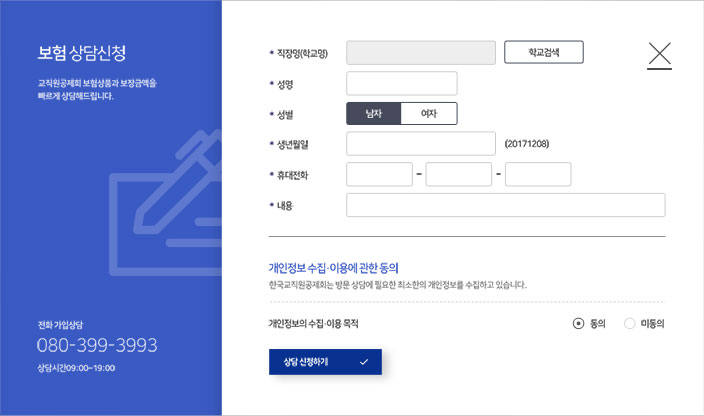 보험 상담신청
교직원공제회 보험상품과 보장금액을
빠르게 상담해드립니다.
전화 가입상담
080-399-3993
상담시간09:00~19:00
* 직장명(학교명)
학교검색
* 성명
* 성별
남자
여자
* 생년월일
(20171208)
* 휴대전화
-
-
* 내용
개인정보 수집·이용에 관한 동의
한국교직원공제회는 방문 상담에 필요한 최소한의 개인정보를 수집하고 있습니다.
개인정보의 수집·이용 목적
동의
미동의
상담 신청하기